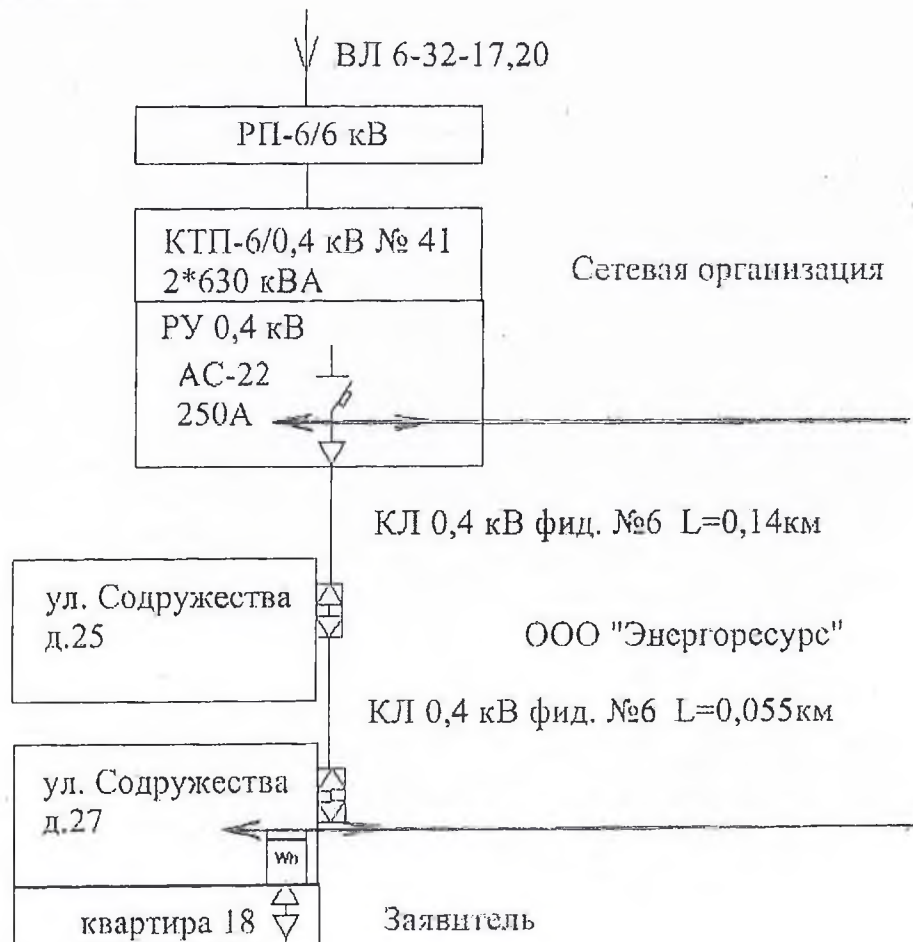 ВЛ 6-32-17,20
РП-6/6 кВ
КТП-6/0,4 кВ № 41
2*630 кВА
Сетевая организация
РУ 0,4 кВ
АС-22
250А
КЛ 0,4 кВ фид. №6 L=0,14км
ул. Содружества
д.25
ООО "Энергоресурс"
КЛ 0,4 кВ фид. №6 L=0,055км
ул. Содружества
д.27
Wh
квартира 18
Заявитель